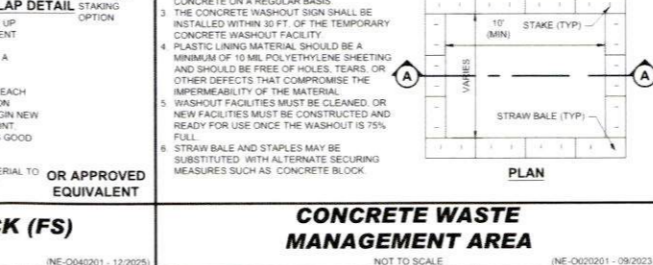 LAP DETAIL
STAKING
OPTION
UP
ENT
A
EACH
ON
GIN NEW
INT.
GOOD
ERIAL TO
OR APPROVED
EQUIVALENT
CK (FS)
(NE-O040201 - 12/2025)
CONCRETE ON A REGULAR BASIS.
3 THE CONCRETE WASHOUT SIGN SHALL BE
INSTALLED WITHIN 30 FT. OF THE TEMPORARY
CONCRETE WASHOUT FACILITY.
4 PLASTIC LINING MATERIAL SHOULD BE A
MINIMUM OF 10 MIL POLYETHYLENE SHEETING
AND SHOULD BE FREE OF HOLES, TEARS, OR
OTHER DEFECTS THAT COMPROMISE THE
IMPERMEABILITY OF THE MATERIAL
5. WASHOUT FACILITIES MUST BE CLEANED, OR
NEW FACILITIES MUST BE CONSTRUCTED AND
READY FOR USE ONCE THE WASHOUT IS 75%
FULL.
6 STRAW BALE AND STAPLES MAY BE
SUBSTITUTED WITH ALTERNATE SECURING
MEASURES SUCH AS CONCRETE BLOCK.
10'
(MIN)
STAKE (TYP)
VARIES
A
A
STRAW BALE (TYP)
PLAN
CONCRETE WASTE
MANAGEMENT AREA
NOT TO SCALE
(NE-O020201 - 09/2023